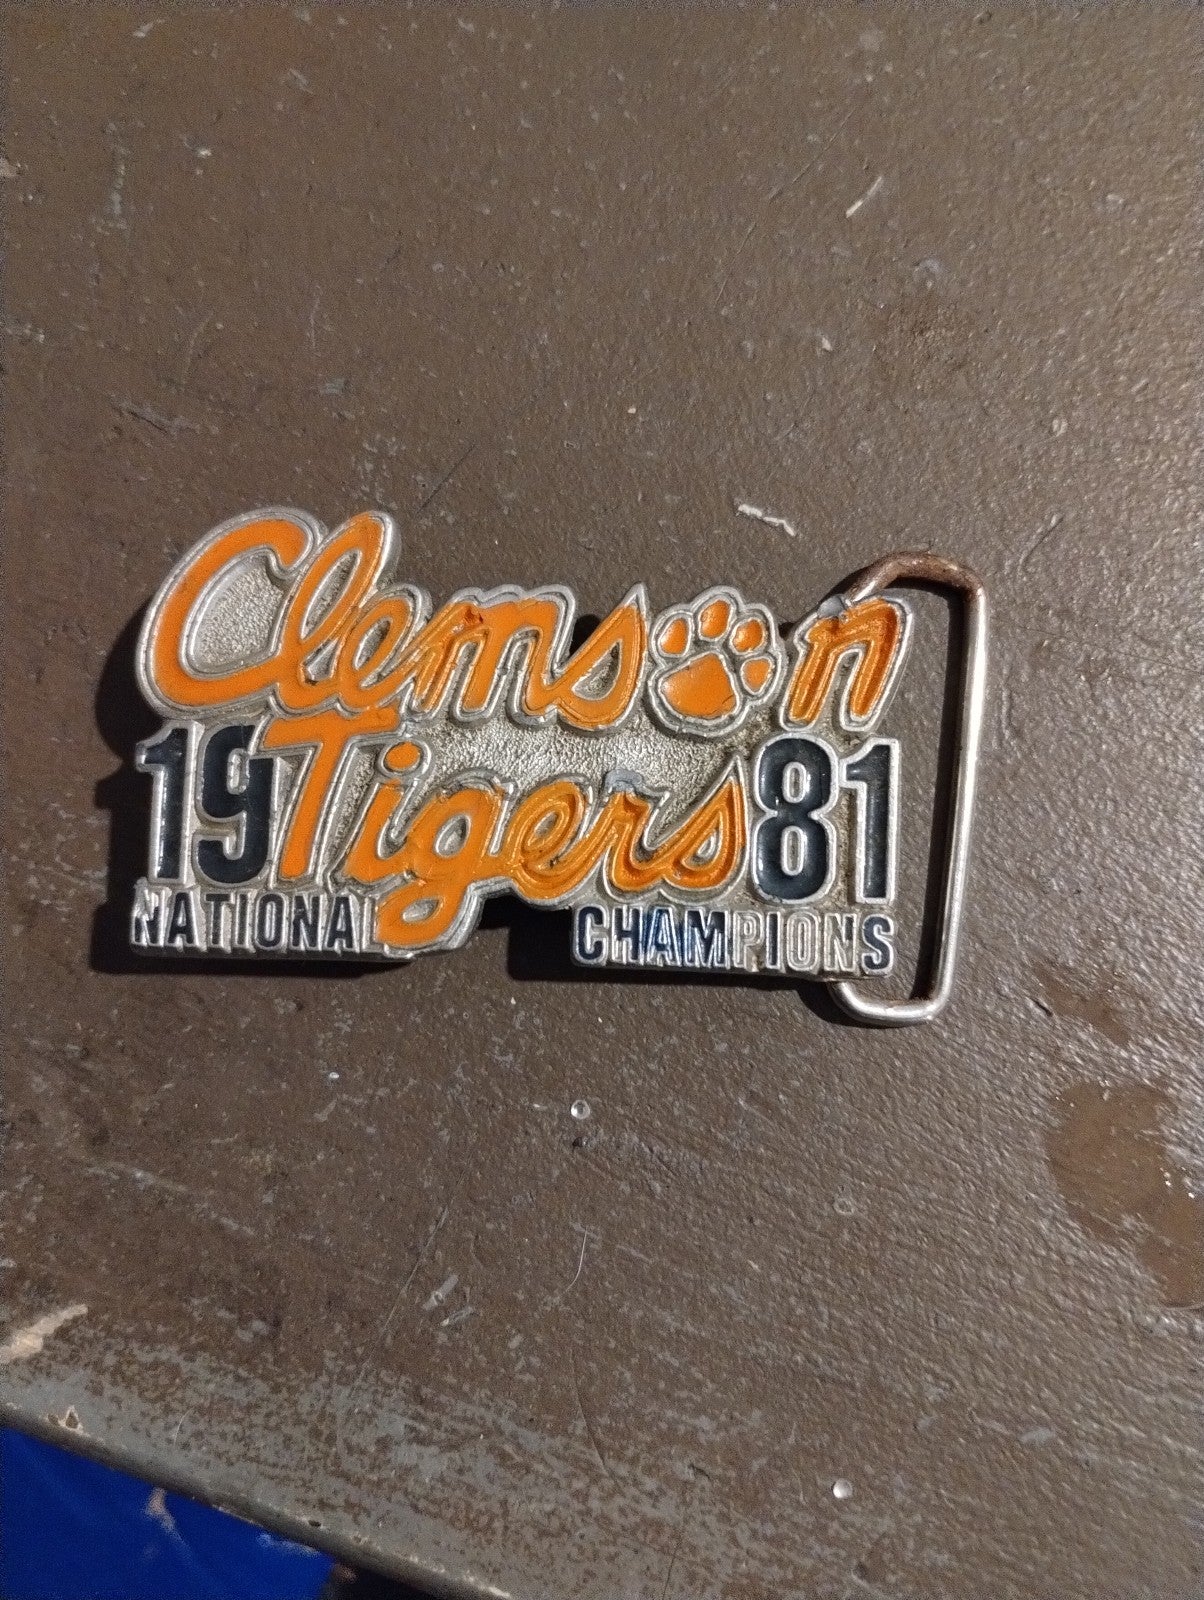 Clemson
19 Tigers 81
NATIONAL CHAMPIONS